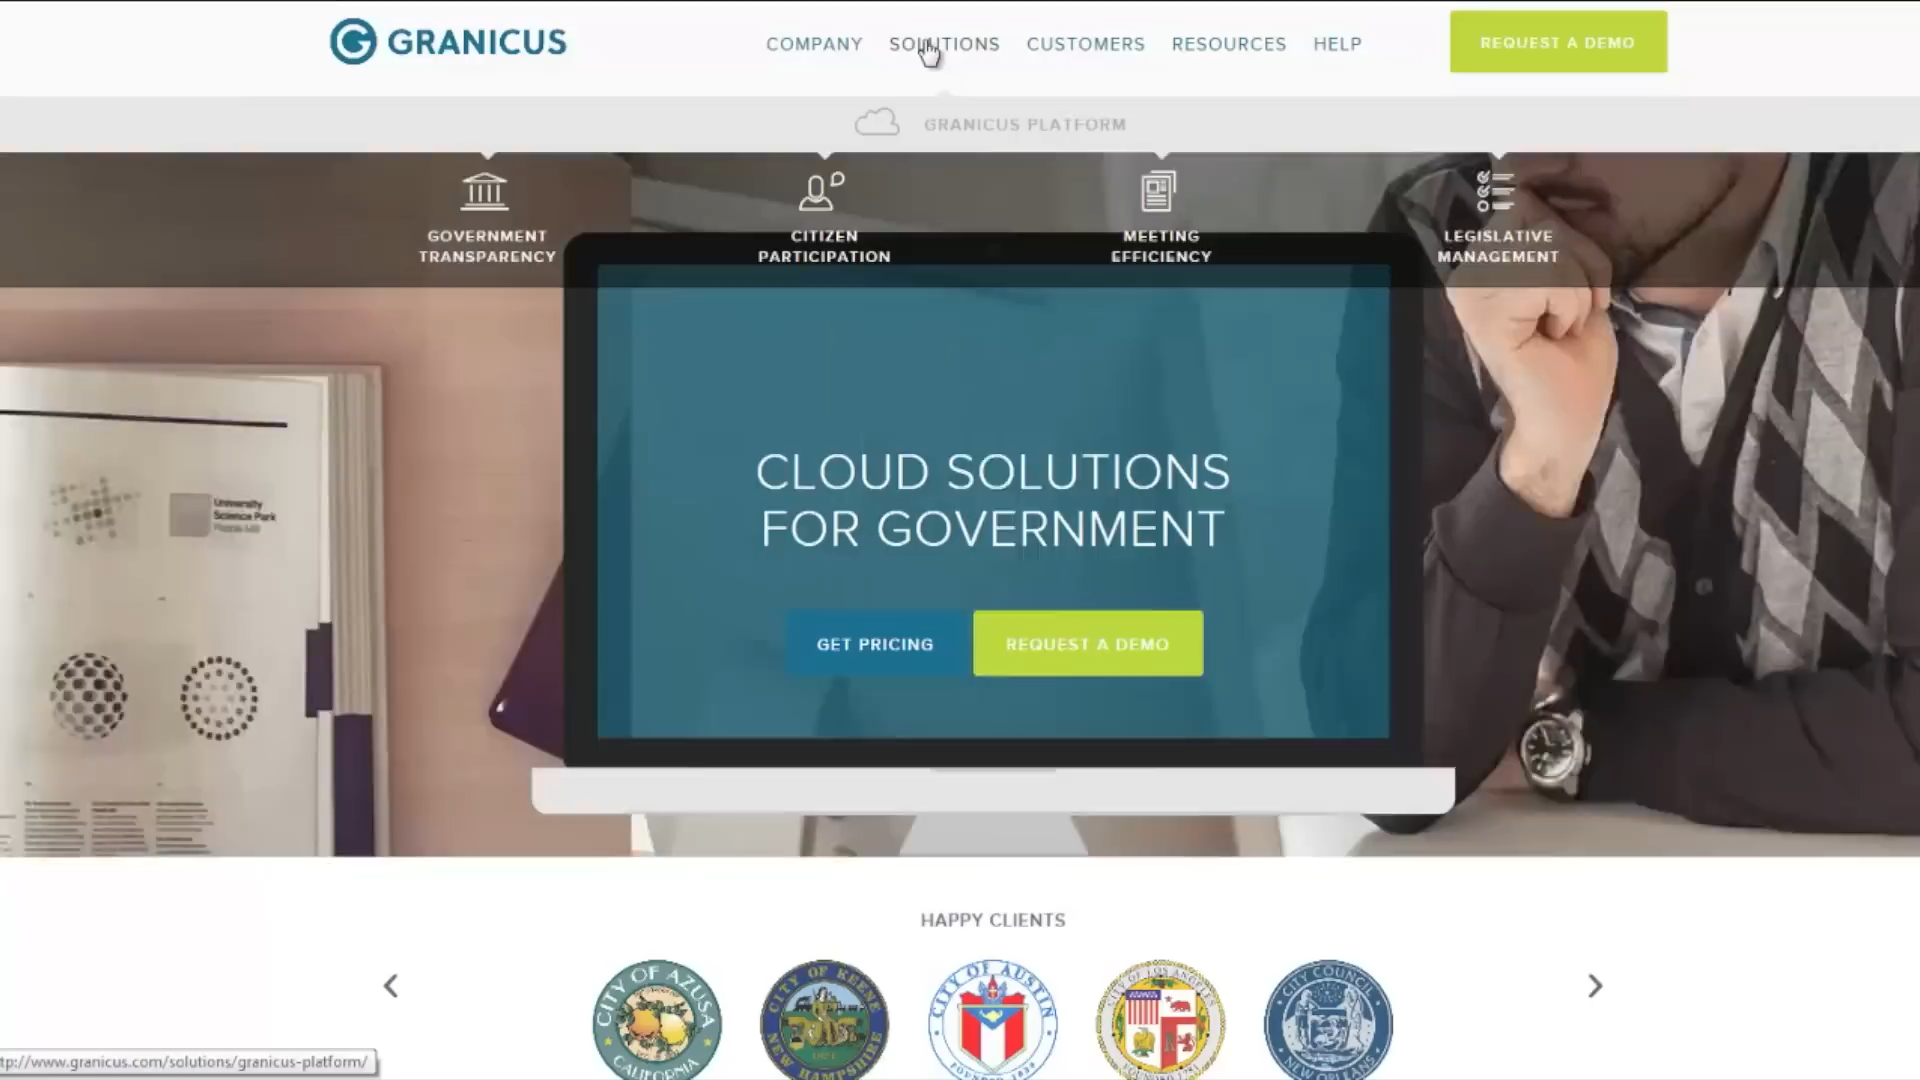 GRANICUS
COMPANY SOLUTIONS CUSTOMERS RESOURCES HELP
REQUEST A DEMO
GRANICUS PLATFORM
GOVERNMENT
TRANSPARENCY
CITIZEN
PARTICIPATION
MEETING
EFFICIENCY
LEGISLATIVE
MANAGEMENT
University
Science Park
CLOUD SOLUTIONS
FOR GOVERNMENT
GET PRICING
REQUEST A DEMO
HAPPY CLIENTS
CITY OF AZUSA
CALIFORNIA
CITY OF KEENE
NEW HAMPSHIRE
CITY OF AUSTIN
FOUNDED 1839
CITY OF LOS ANGELES
FOUNDED 1781
CITY COUNCIL
NEW ORLEANS
tp://www.granicus.com/solutions/granicus-platform/